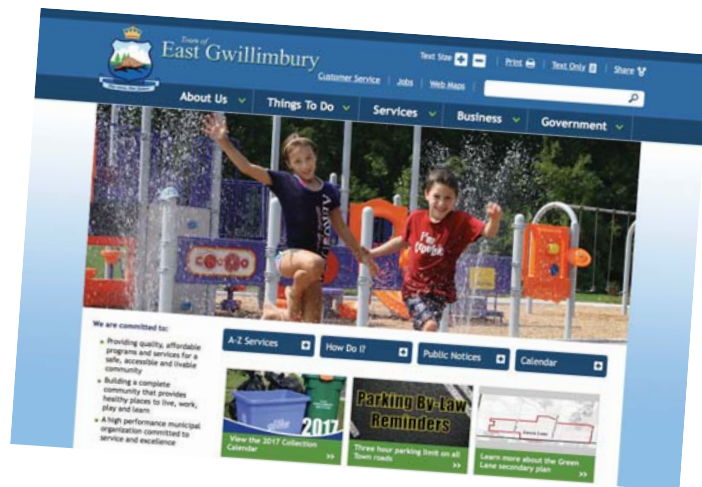 Town of
East Gwillimbury
Text Size + -
Print
Text Only
Share
Customer Service
Jobs
Web Maps
About Us
Things To Do
Services
Business
Government
We are committed to:
Providing quality, affordable
programs and services for a
safe, accessible and livable
community
Building a complete
community that provides
healthy places to live, work,
play and learn
A high performance municipal
organization committed to
service and excellence
A-Z Services
How Do I?
Public Notices
Calendar
2017
View the 2017 Collection
Calendar >>
Parking By-Law
Reminders
Three hour parking limit on all
Town roads >>
Learn more about the Green
Lane secondary plan >>